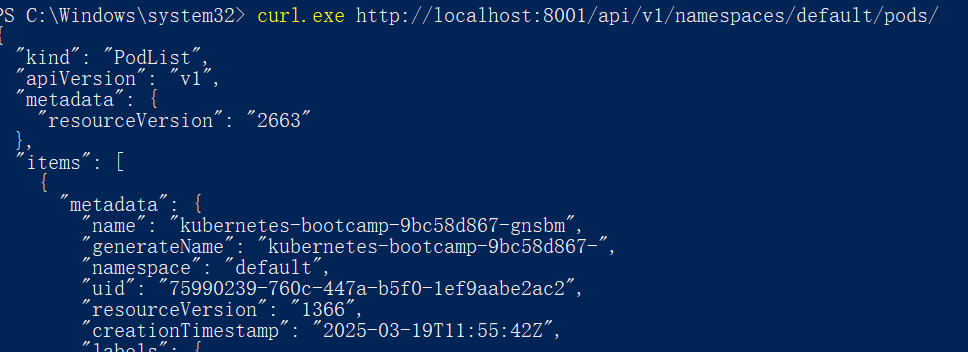 PS C:\Windows\system32> curl.exe http://localhost:8001/api/v1/namespaces/default/pods/
{
  "kind": "PodList",
  "apiVersion": "v1",
  "metadata": {
    "resourceVersion": "2663"
  },
  "items": [
    {
      "metadata": {
        "name": "kubernetes-bootcamp-9bc58d867-gnsbm",
        "generateName": "kubernetes-bootcamp-9bc58d867-",
        "namespace": "default",
        "uid": "75990239-760c-447a-b5f0-1ef9aabe2ac2",
        "resourceVersion": "1366",
        "creationTimestamp": "2025-03-19T11:55:42Z",
        "labels": {